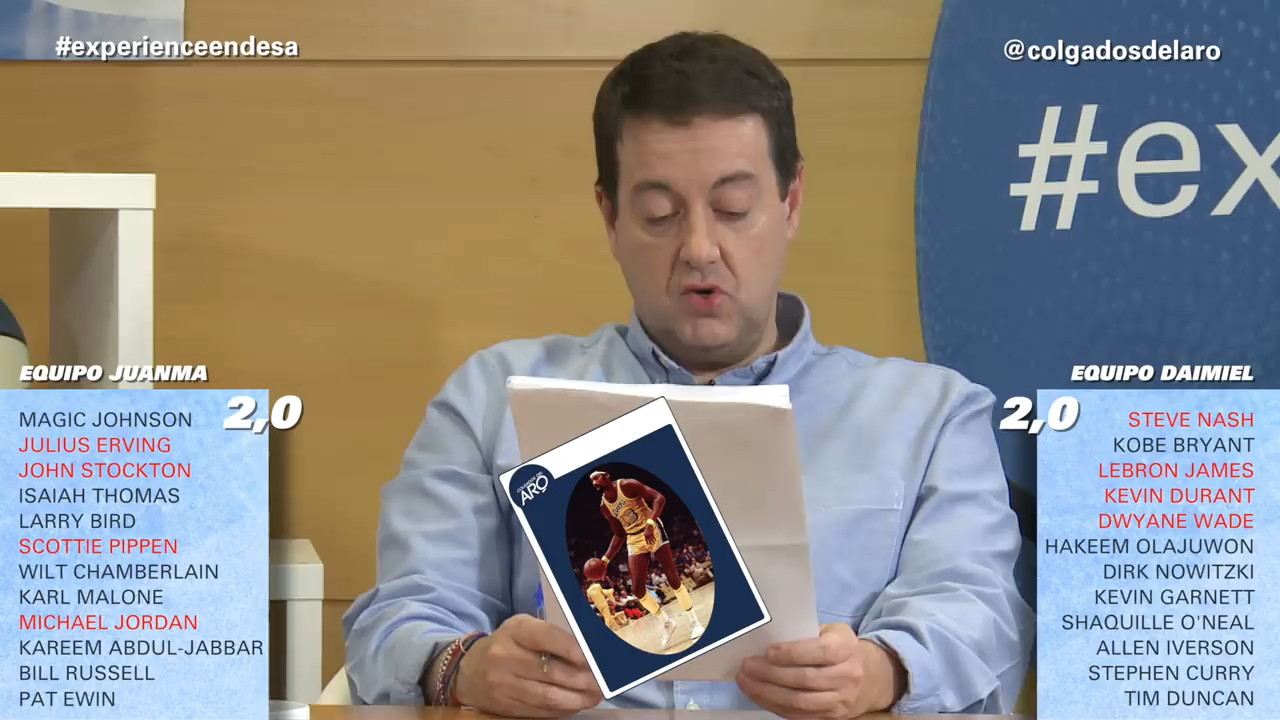 #experienceendesa
@colgadosdelaro
#ex
EQUIPO JUANMA
2,0
MAGIC JOHNSON
JULIUS ERVING
JOHN STOCKTON
ISAIAH THOMAS
LARRY BIRD
SCOTTIE PIPPEN
WILT CHAMBERLAIN
KARL MALONE
MICHAEL JORDAN
KAREEM ABDUL-JABBAR
BILL RUSSELL
PAT EWIN
EQUIPO DAIMIEL
2,0
STEVE NASH
KOBE BRYANT
LEBRON JAMES
KEVIN DURANT
DWYANE WADE
HAKEEM OLAJUWON
DIRK NOWITZKI
KEVIN GARNETT
SHAQUILLE O'NEAL
ALLEN IVERSON
STEPHEN CURRY
TIM DUNCAN
COLGADOS DEL
ARO
13